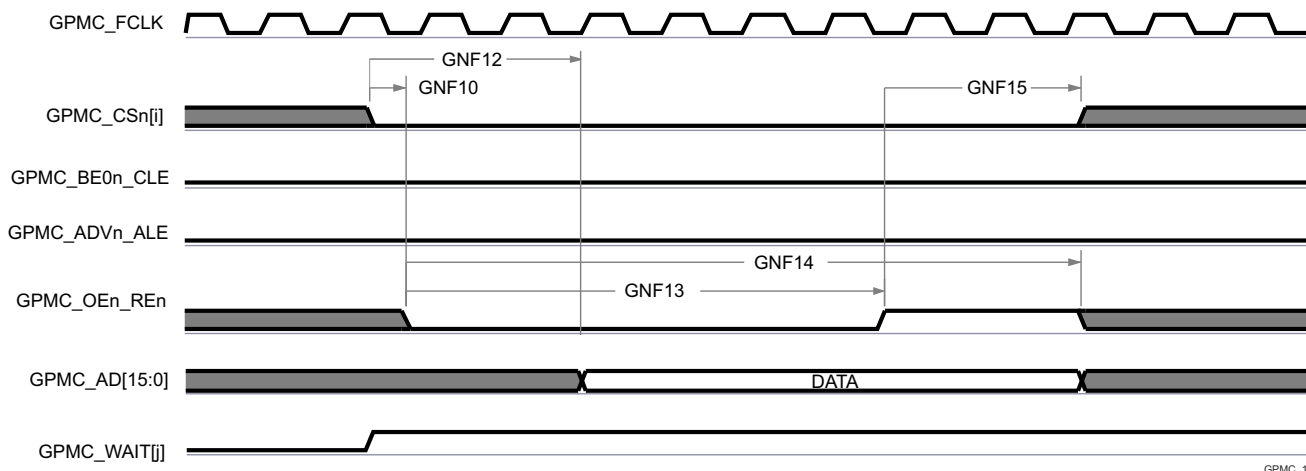 GPMC_FCLK
GNF12
GNF10
GNF15
GPMC_CSn[i]
GPMC_BE0n_CLE
GPMC_ADVn_ALE
GNF14
GNF13
GPMC_OEn_REn
GPMC_AD[15:0]
DATA
GPMC_WAIT[j]